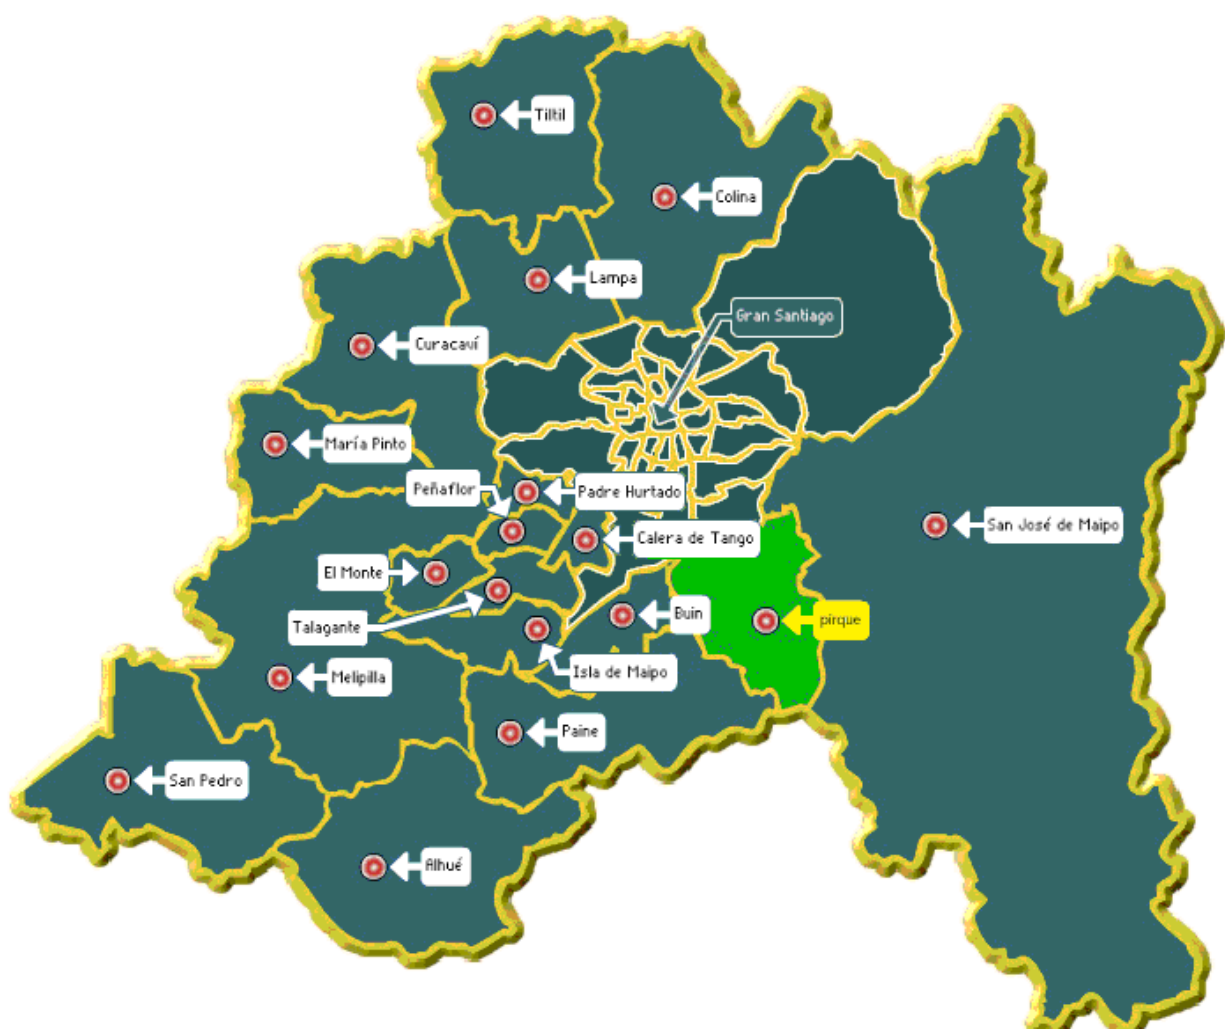 Tiltil
Colina
Lampa
Gran Santiago
Curacaví
María Pinto
Peñaflor
Padre Hurtado
San José de Maipo
Calera de Tango
El Monte
Buin
pirque
Talagante
Isla de Maipo
Melipilla
Paine
San Pedro
Alhué